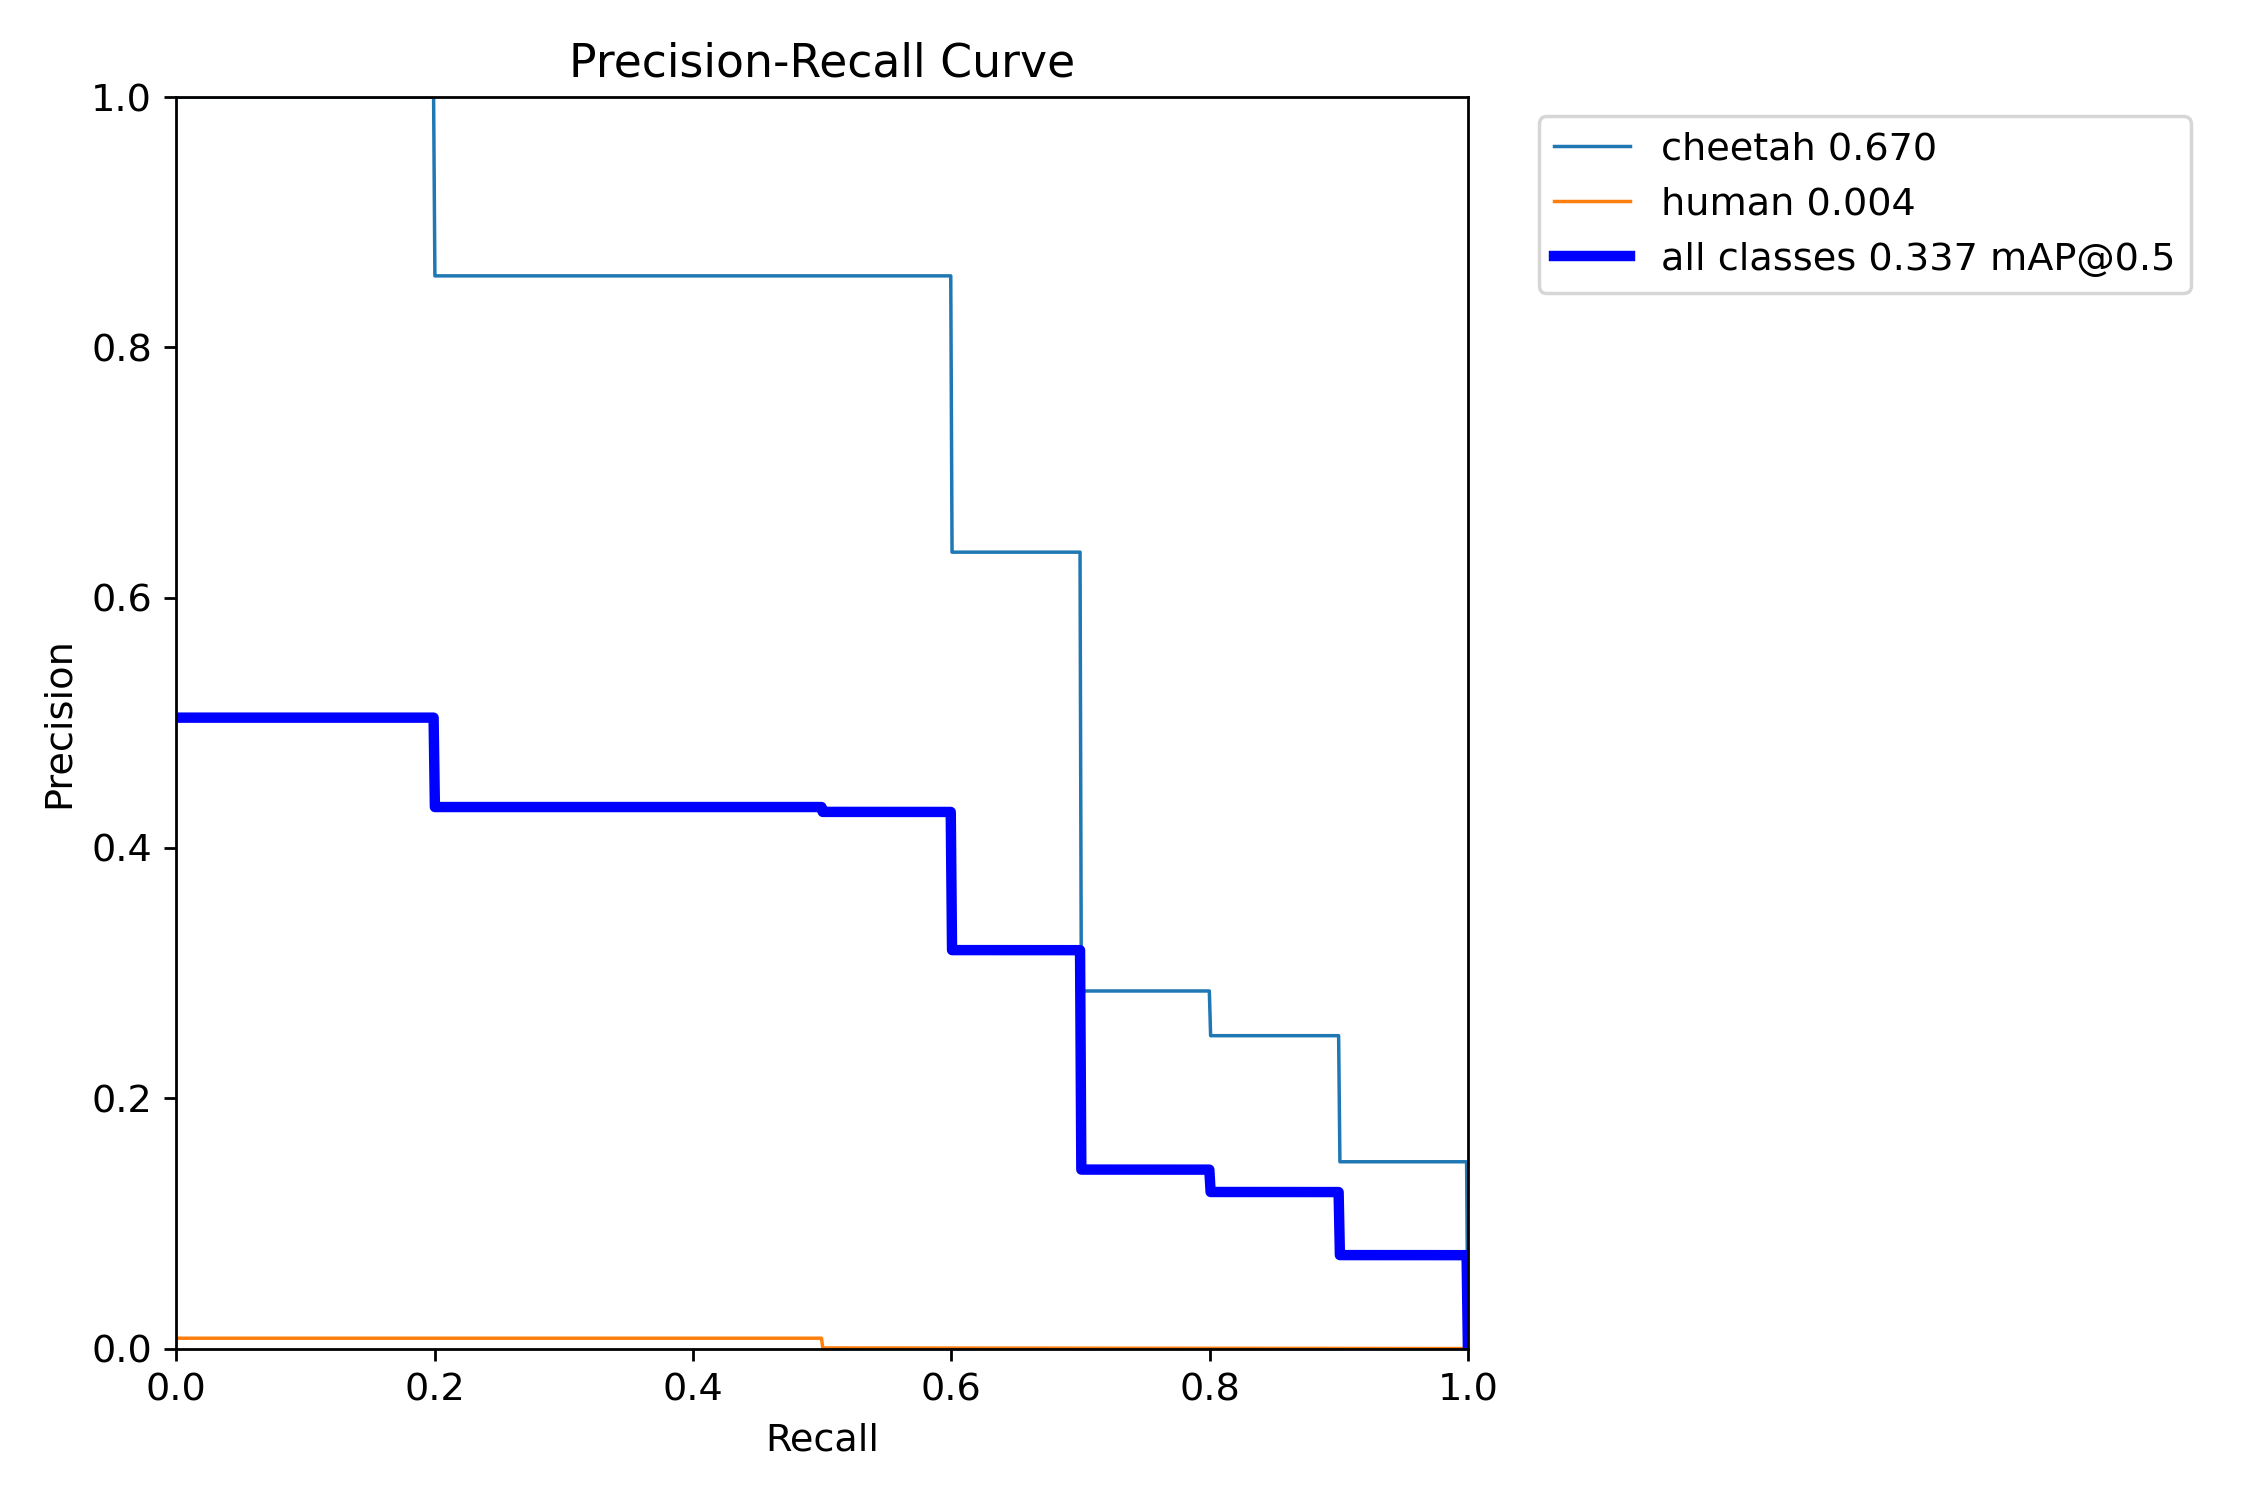 Precision-Recall Curve
1.0
0.8
0.6
0.4
0.2
0.0
Precision
0.0 0.2 0.4 0.6 0.8 1.0
Recall
cheetah 0.670
human 0.004
all classes 0.337 mAP@0.5